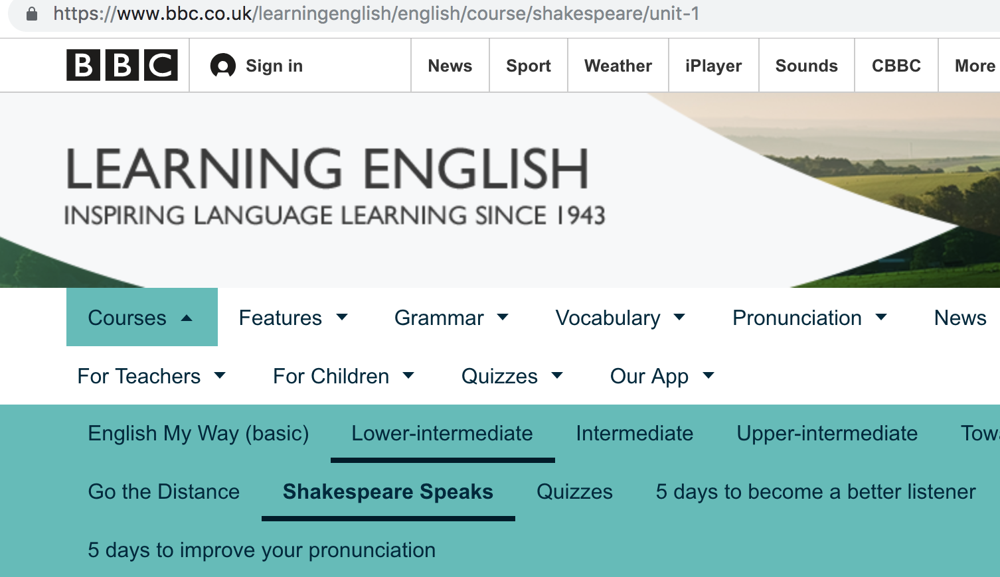 https://www.bbc.co.uk/learningenglish/english/course/shakespeare/unit-1
BBC Sign in News Sport Weather iPlayer Sounds CBBC More
LEARNING ENGLISH
INSPIRING LANGUAGE LEARNING SINCE 1943
Courses Features Grammar Vocabulary Pronunciation News
For Teachers For Children Quizzes Our App
English My Way (basic) Lower-intermediate Intermediate Upper-intermediate
Go the Distance Shakespeare Speaks Quizzes 5 days to become a better listener
5 days to improve your pronunciation